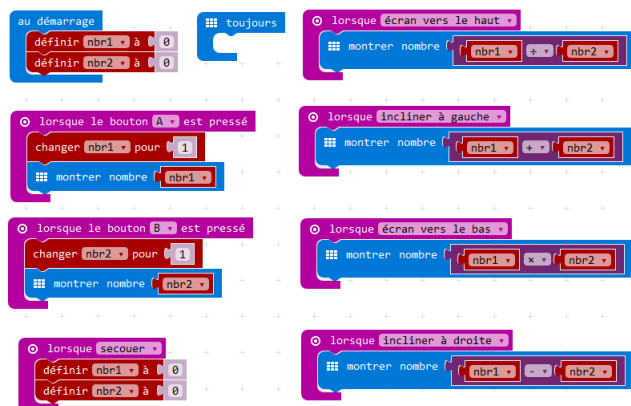 au démarrage
définir nbr1 à 0
définir nbr2 à 0
toujours
lorsque écran vers le haut
montrer nombre nbr1 ÷ nbr2
lorsque le bouton A est pressé
changer nbr1 pour 1
montrer nombre nbr1
lorsque incliner à gauche
montrer nombre nbr1 + nbr2
lorsque le bouton B est pressé
changer nbr2 pour 1
montrer nombre nbr2
lorsque écran vers le bas
montrer nombre nbr1 × nbr2
lorsque secouer
définir nbr1 à 0
définir nbr2 à 0
lorsque incliner à droite
montrer nombre nbr1 - nbr2